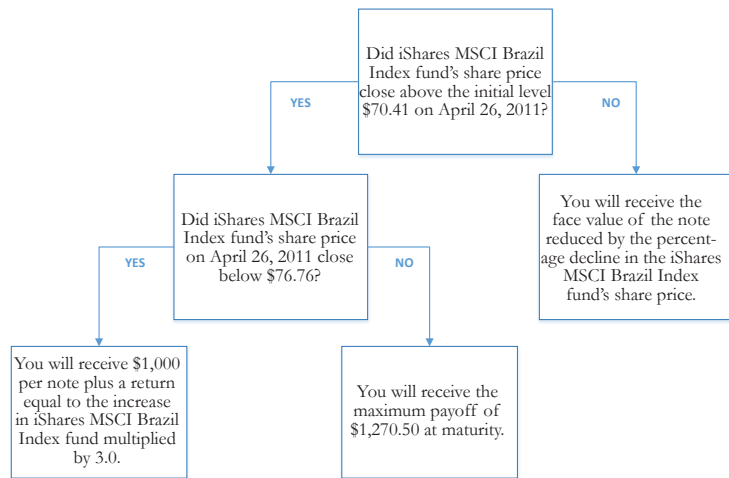 Did iShares MSCI Brazil
Index fund's share price
close above the initial level
$70.41 on April 26, 2011?
YES
NO
Did iShares MSCI Brazil
Index fund's share price
on April 26, 2011 close
below $76.76?
You will receive the
face value of the note
reduced by the percent-
age decline in the iShares
MSCI Brazil Index
fund's share price.
YES
NO
You will receive $1,000
per note plus a return
equal to the increase
in iShares MSCI Brazil
Index fund multiplied
by 3.0.
You will receive the
maximum payoff of
$1,270.50 at maturity.